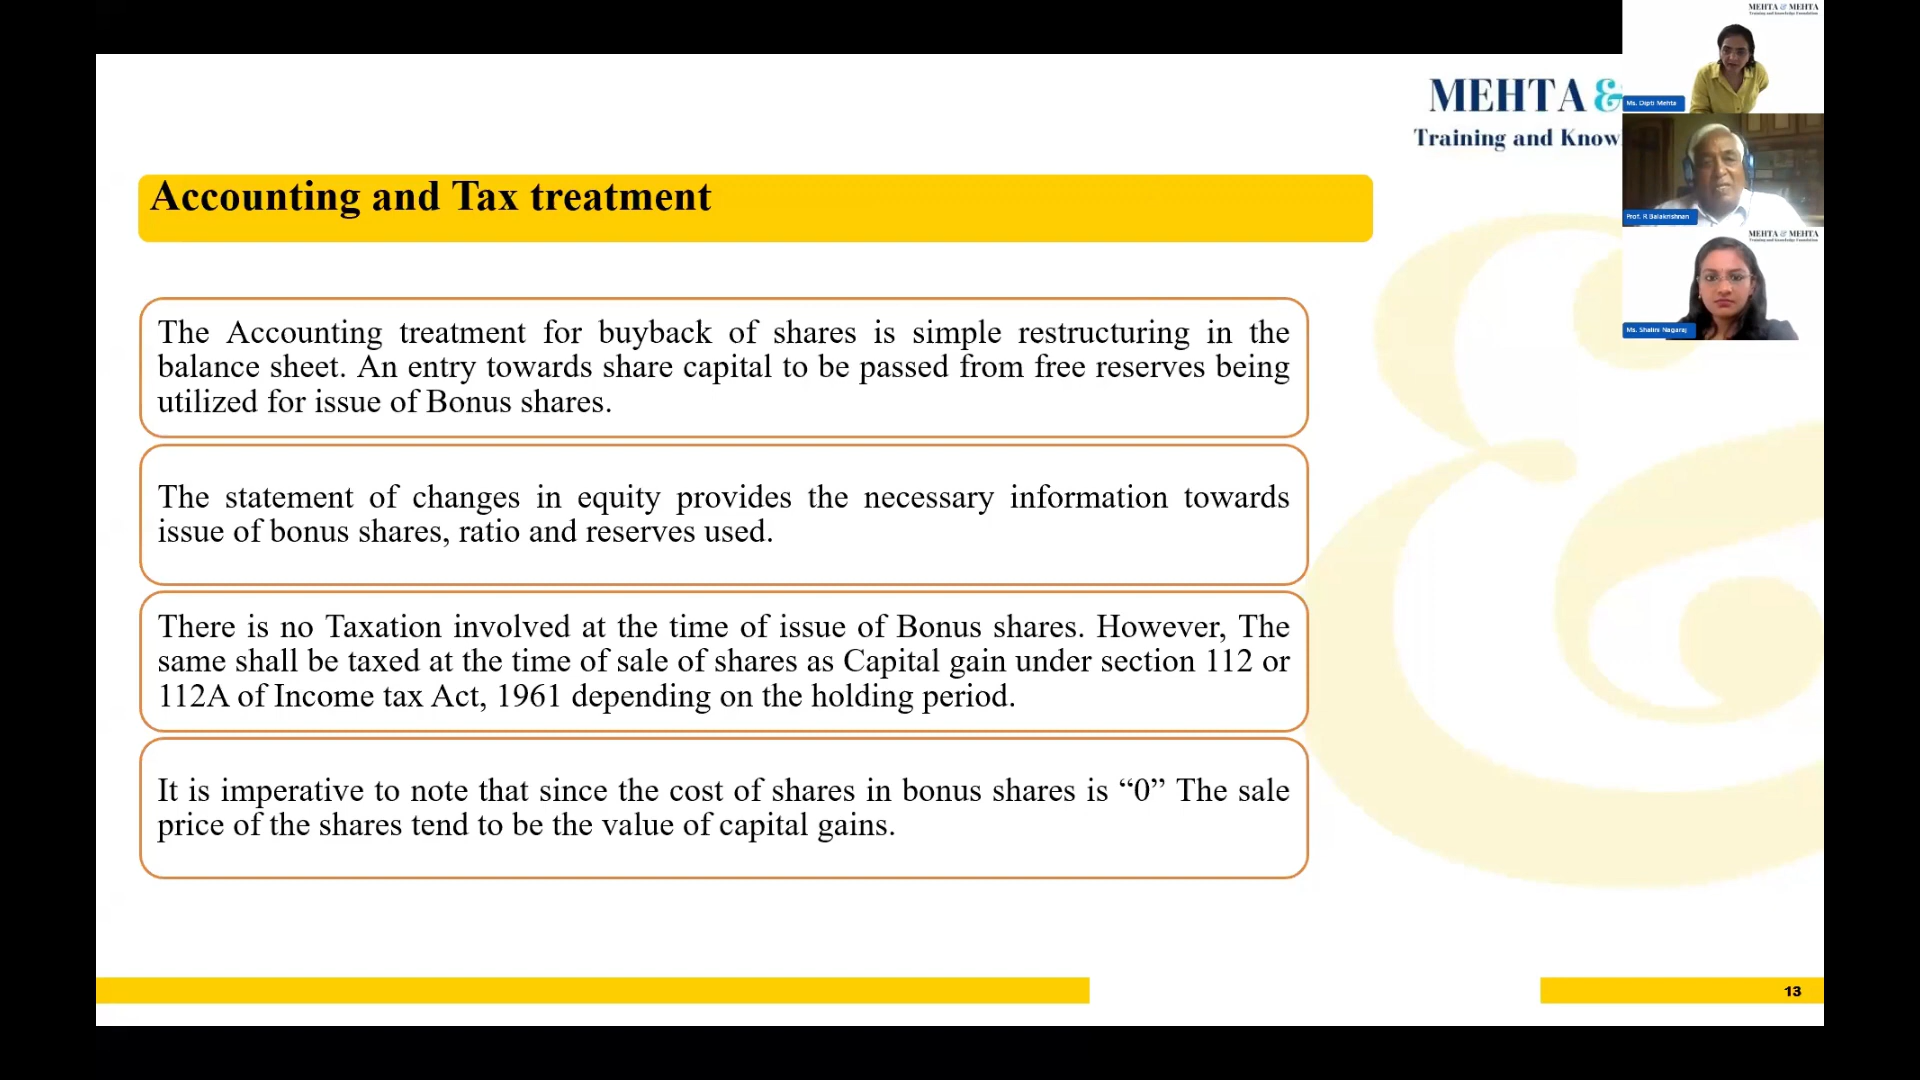 MEHTA &
Training and Know
Accounting and Tax treatment
The Accounting treatment for buyback of shares is simple restructuring in the
balance sheet. An entry towards share capital to be passed from free reserves being
utilized for issue of Bonus shares.
The statement of changes in equity provides the necessary information towards
issue of bonus shares, ratio and reserves used.
There is no Taxation involved at the time of issue of Bonus shares. However, The
same shall be taxed at the time of sale of shares as Capital gain under section 112 or
112A of Income tax Act, 1961 depending on the holding period.
It is imperative to note that since the cost of shares in bonus shares is “0” The sale
price of the shares tend to be the value of capital gains.
13
MEHTA & MEHTA
Training and Knowledge Foundation
Ms. Dipti Mehta
Prof. R Balakrishnan
MEHTA & MEHTA
Training and Knowledge Foundation
Ms. Shalini Nagaraj